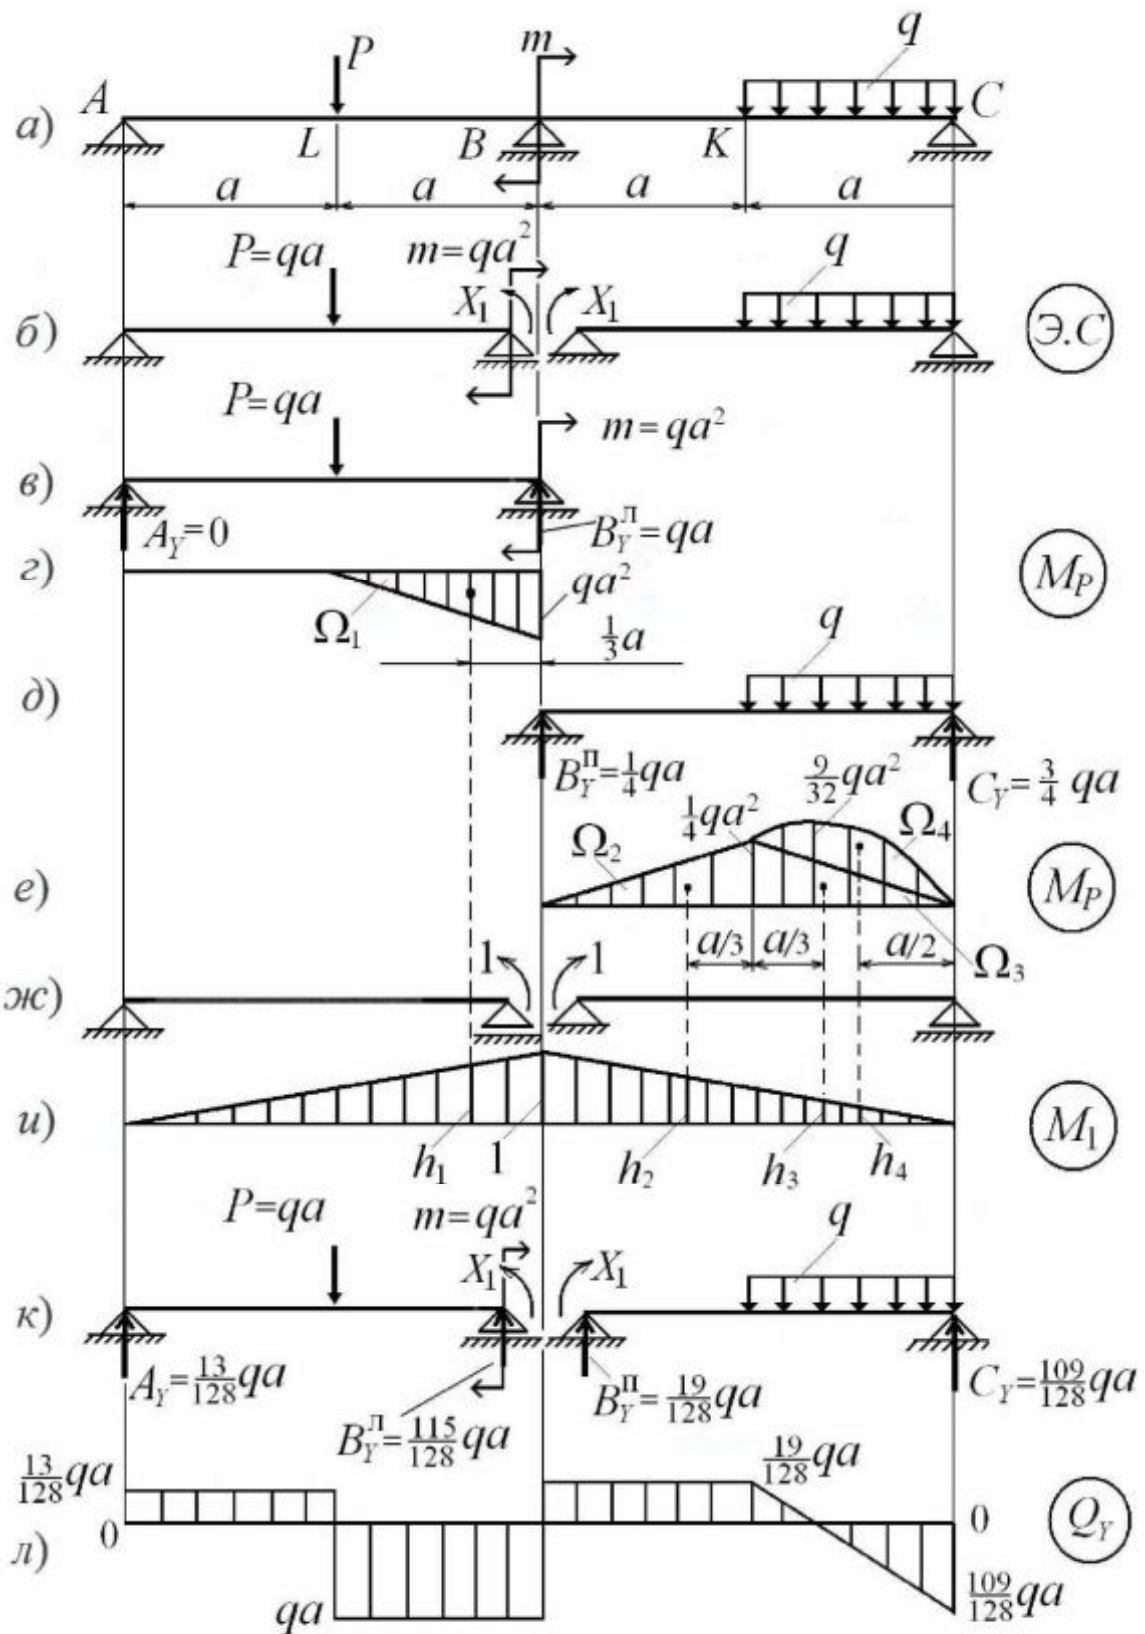 P m q
A C
а) L B K
a a a a
P=qa m=qa² q
б) X₁ X₁ Э.С
P=qa
m=qa²
в)
A_Y=0 B_Y^Л=qa
г) qa² M_P
Ω₁ ⅓a
q
д)
B_Y^П=¼qa 9/32qa² C_Y=¾ qa
¼qa² Ω₂ Ω₄
е) M_P
a/3 a/3 a/2 Ω₃
1 1
ж)
и) M₁
h₁ 1 h₂ h₃ h₄
P=qa m=qa² q
X₁ X₁
к)
A_Y=13/128qa B_Y^Л=115/128qa B_Y^П=19/128qa C_Y=109/128qa
13/128qa 19/128qa
0 0 Q_Y
л)
qa 109/128qa